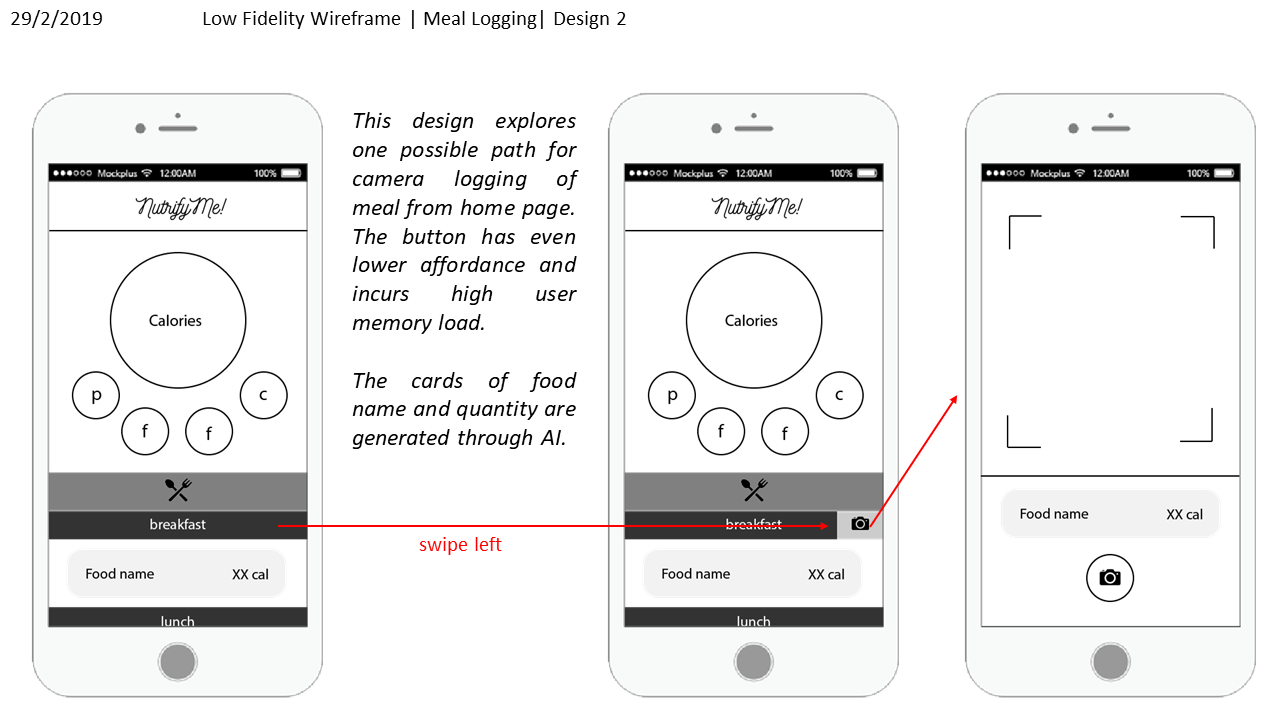 29/2/2019
Low Fidelity Wireframe | Meal Logging| Design 2
Mockplus 12:00AM 100%
NutrifyMe!
Calories
p
c
f
f
breakfast
Food name XX cal
lunch
This design explores
one possible path for
camera logging of
meal from home page.
The button has even
lower affordance and
incurs high user
memory load.
The cards of food
name and quantity are
generated through AI.
swipe left
Mockplus 12:00AM 100%
NutrifyMe!
Calories
p
c
f
f
breakfast
Food name XX cal
lunch
Mockplus 12:00AM 100%
Food name XX cal